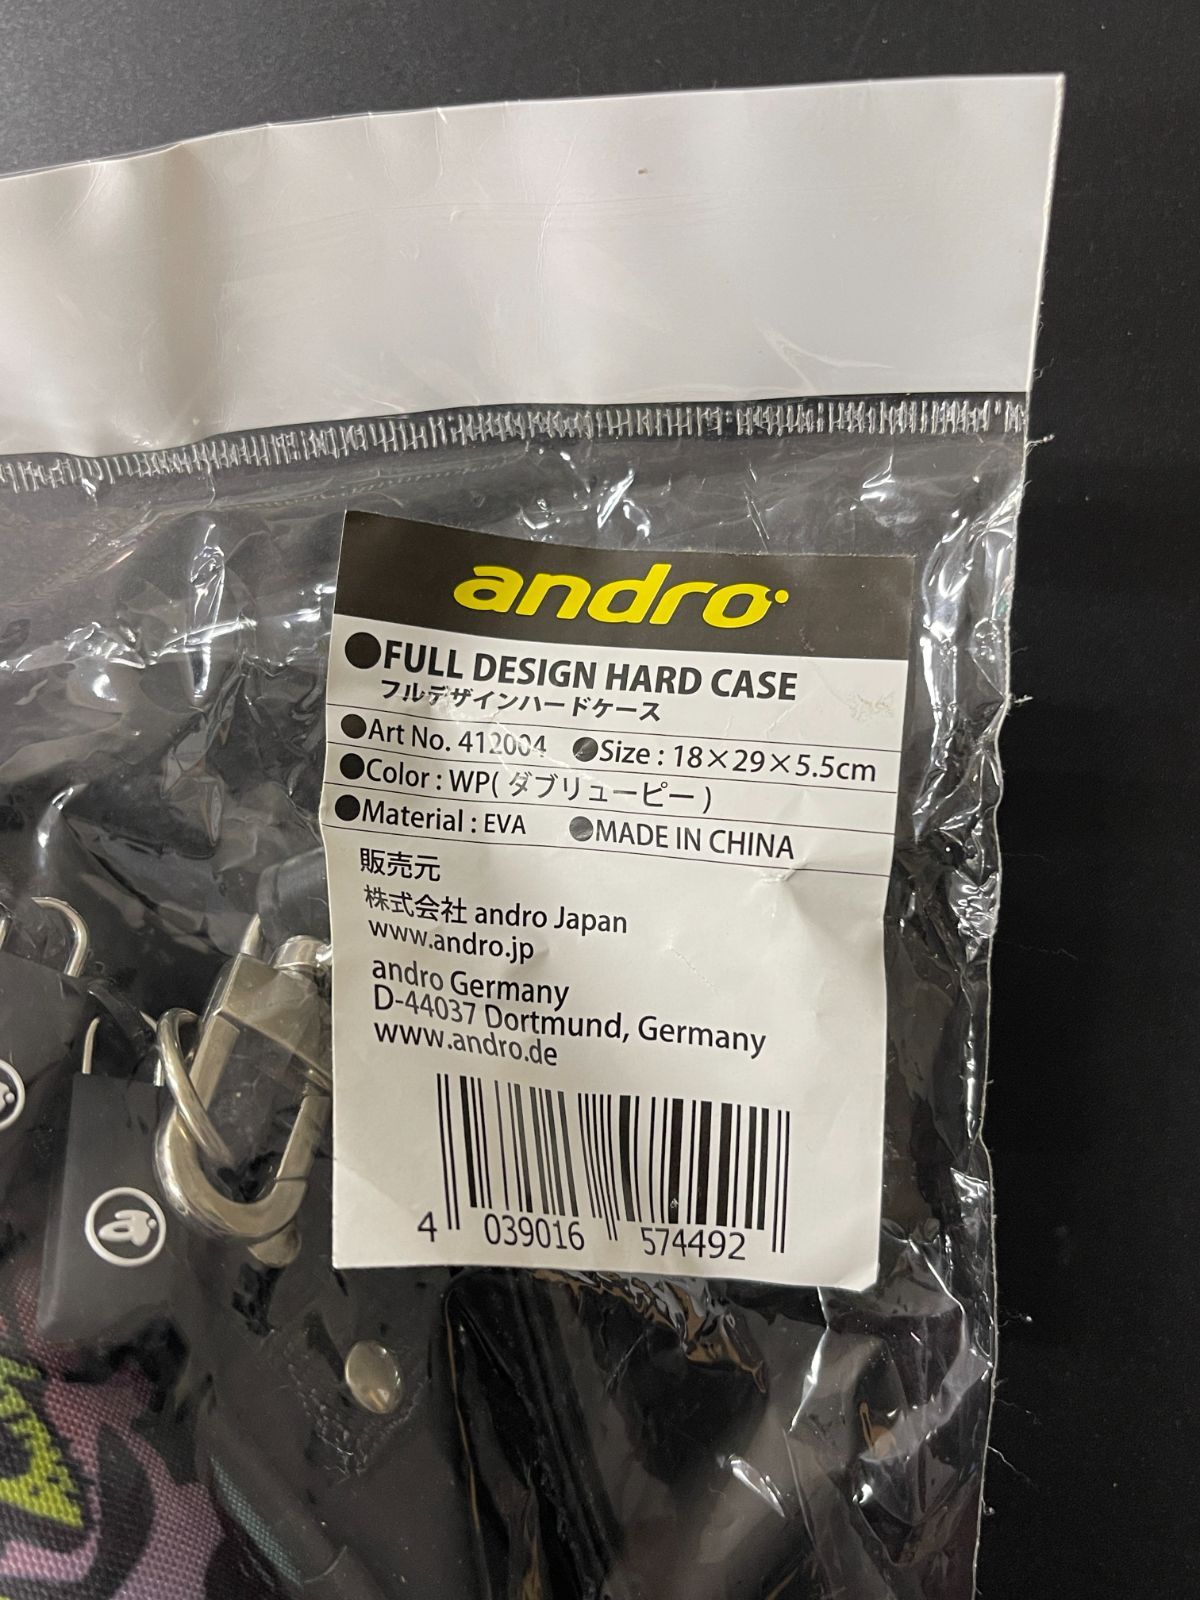 andro
●FULL DESIGN HARD CASE
フルデザインハードケース
●Art No. 412004 ●Size : 18×29×5.5cm
●Color : WP( ダブリューピー )
●Material : EVA ●MADE IN CHINA
販売元
株式会社 andro Japan
www.andro.jp
andro Germany
D-44037 Dortmund, Germany
www.andro.de
4 039016 574492